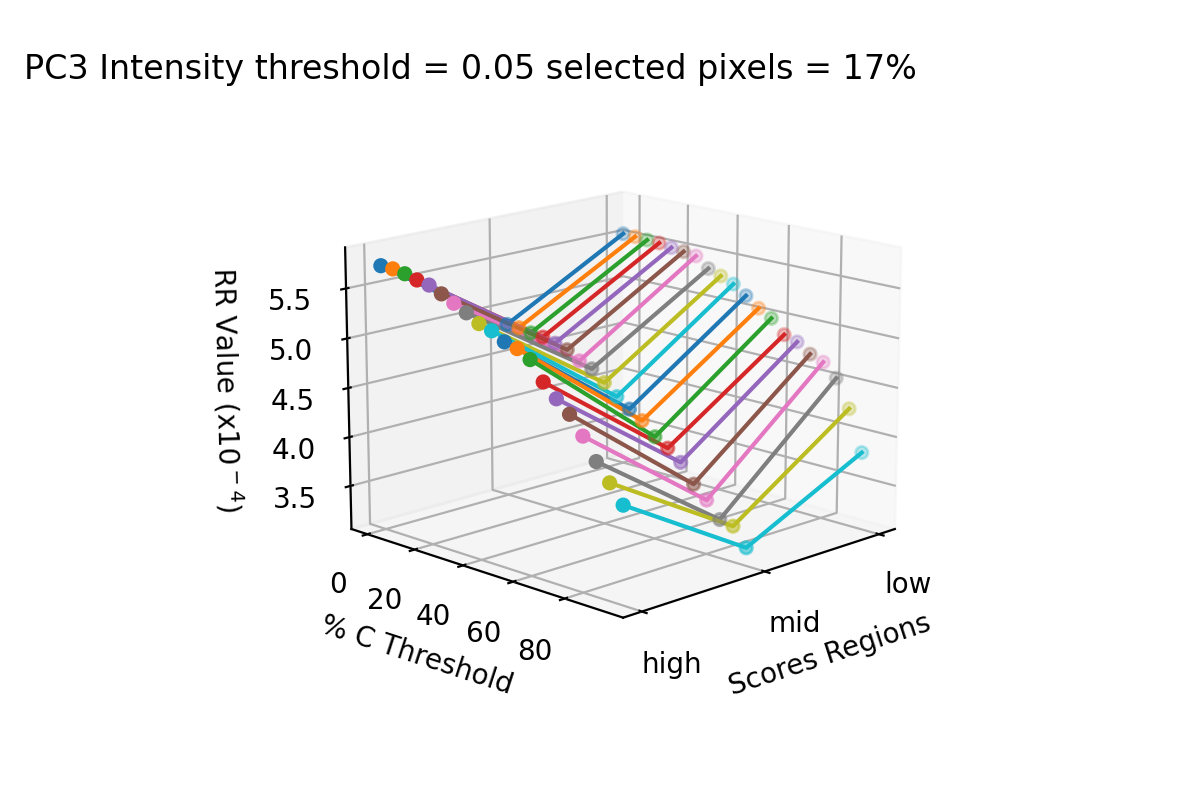 PC3 Intensity threshold = 0.05 selected pixels = 17%
RR Value (x10⁻⁴)
5.5
5.0
4.5
4.0
3.5
0
20
40
60
80
% C Threshold
high
mid
low
Scores Regions